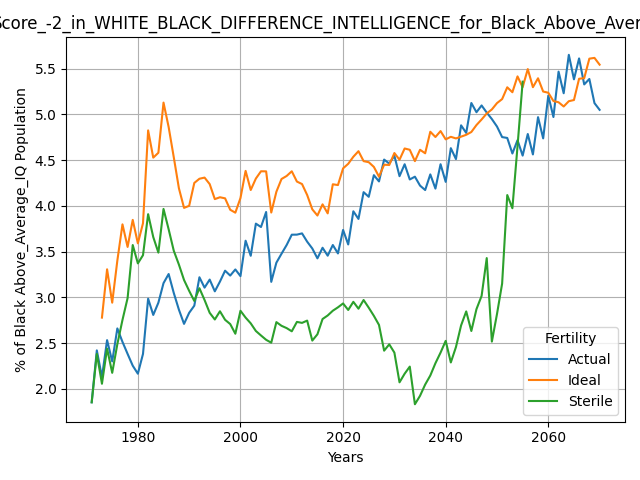 Score_-2_in_WHITE_BLACK_DIFFERENCE_INTELLIGENCE_for_Black_Above_Aver
% of Black Above_Average_IQ Population
5.5
5.0
4.5
4.0
3.5
3.0
2.5
2.0
Fertility
Actual
Ideal
Sterile
1980 2000 2020 2040 2060
Years